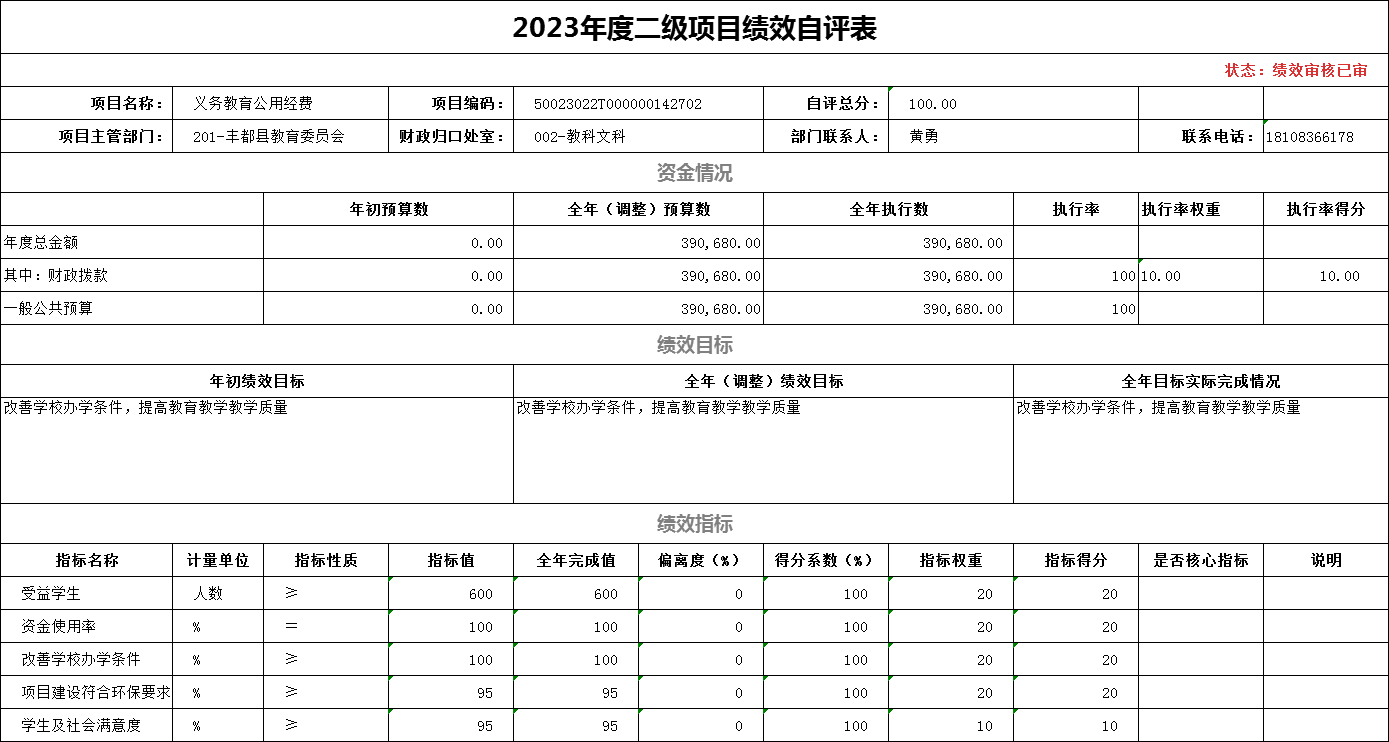 2023年度二级项目绩效自评表
状态：绩效审核已审
项目名称： 义务教育公用经费 项目编码： 50023022T000000142702 自评总分： 100.00
项目主管部门： 201-丰都县教育委员会 财政归口处室： 002-教科文科 部门联系人： 黄勇 联系电话： 18108366178
资金情况
年初预算数 全年（调整）预算数 全年执行数 执行率 执行率权重 执行率得分
年度总金额 0.00 390,680.00 390,680.00
其中：财政拨款 0.00 390,680.00 390,680.00 100 10.00 10.00
一般公共预算 0.00 390,680.00 390,680.00 100
绩效目标
年初绩效目标 全年（调整）绩效目标 全年目标实际完成情况
改善学校办学条件，提高教育教学教学质量 改善学校办学条件，提高教育教学教学质量 改善学校办学条件，提高教育教学教学质量
绩效指标
指标名称 计量单位 指标性质 指标值 全年完成值 偏离度（%） 得分系数（%） 指标权重 指标得分 是否核心指标 说明
受益学生 人数 ≥ 600 600 0 100 20 20
资金使用率 % ＝ 100 100 0 100 20 20
改善学校办学条件 % ≥ 100 100 0 100 20 20
项目建设符合环保要求 % ≥ 95 95 0 100 20 20
学生及社会满意度 % ≥ 95 95 0 100 10 10